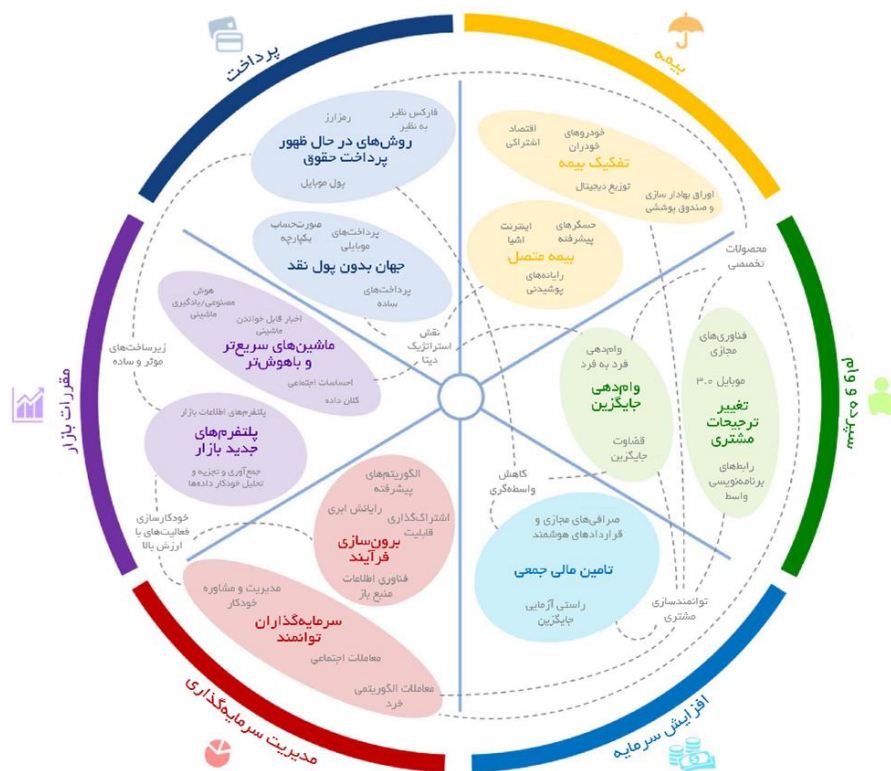 پرداخت
بیمه
سپرده و وام
افزایش سرمایه
مدیریت سرمایه‌گذاری
مقررات بازار
فارکس نظیر
به نظیر
رمزارز
روش‌های در حال ظهور
پرداخت حقوق
پول موبایل
پرداخت‌های
موبایلی
صورت‌حساب
یکپارچه
جهان بدون پول نقد
پرداخت‌های
ساده
خودروهای
خودران
اقتصاد
اشتراکی
تفکیک بیمه
توزیع دیجیتال
اوراق بهادار سازی
و صندوق پوششی
حسگرهای
پیشرفته
اینترنت
اشیا
بیمه متصل
رایانه‌های
پوشیدنی
محصولات
تخصصی
فناوری‌های
مجازی
موبایل ۳.۰
تغییر
ترجیحات
مشتری
رابط‌های
برنامه‌نویسی
واسط
وام‌دهی
فرد به فرد
وام‌دهی
جایگزین
قضاوت
جایگزین
نقش
استراتژیک
دیتا
کاهش
واسطه‌گری
صرافی‌های مجازی و
قراردادهای هوشمند
تامین مالی جمعی
راستی آزمایی
جایگزین
توانمندسازی
مشتری
الگوریتم‌های
پیشرفته
رایانش ابری
اشتراک‌گذاری
قابلیت
برون‌سازی
فرآیند
فناوری اطلاعات
منبع باز
مدیریت و مشاوره
خودکار
سرمایه‌گذاران
توانمند
معاملات اجتماعی
معاملات الگوریتمی
خرد
هوش
مصنوعی/یادگیری
ماشینی
اخبار قابل خواندن
ماشینی
ماشین‌های سریع‌تر
و باهوش‌تر
احساسات اجتماعی
کلان داده
زیرساخت‌های
موثر و ساده
پلتفرم‌های اطلاعات بازار
پلتفرم‌های
جدید بازار
جمع‌آوری و تجزیه و
تحلیل خودکار داده‌ها
خودکارسازی
فعالیت‌های با
ارزش بالا